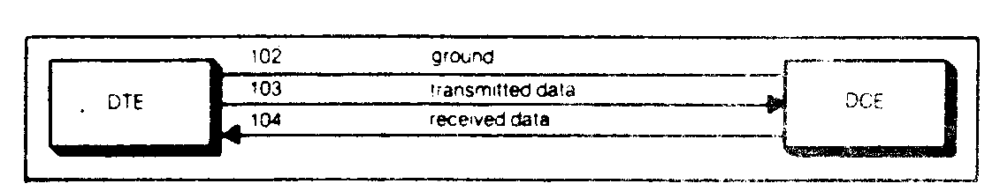 102 ground
DTE
103 transmitted data
DCE
104 received data